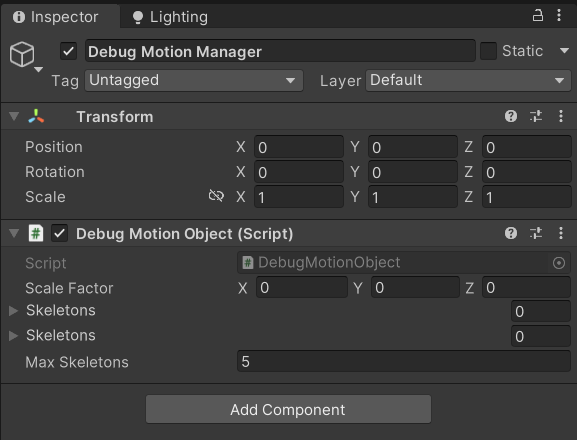 Inspector Lighting
Debug Motion Manager Static
Tag Untagged Layer Default
Transform
Position X 0 Y 0 Z 0
Rotation X 0 Y 0 Z 0
Scale X 1 Y 1 Z 1
# Debug Motion Object (Script)
Script # DebugMotionObject
Scale Factor X 0 Y 0 Z 0
Skeletons 0
Skeletons 0
Max Skeletons 5
Add Component